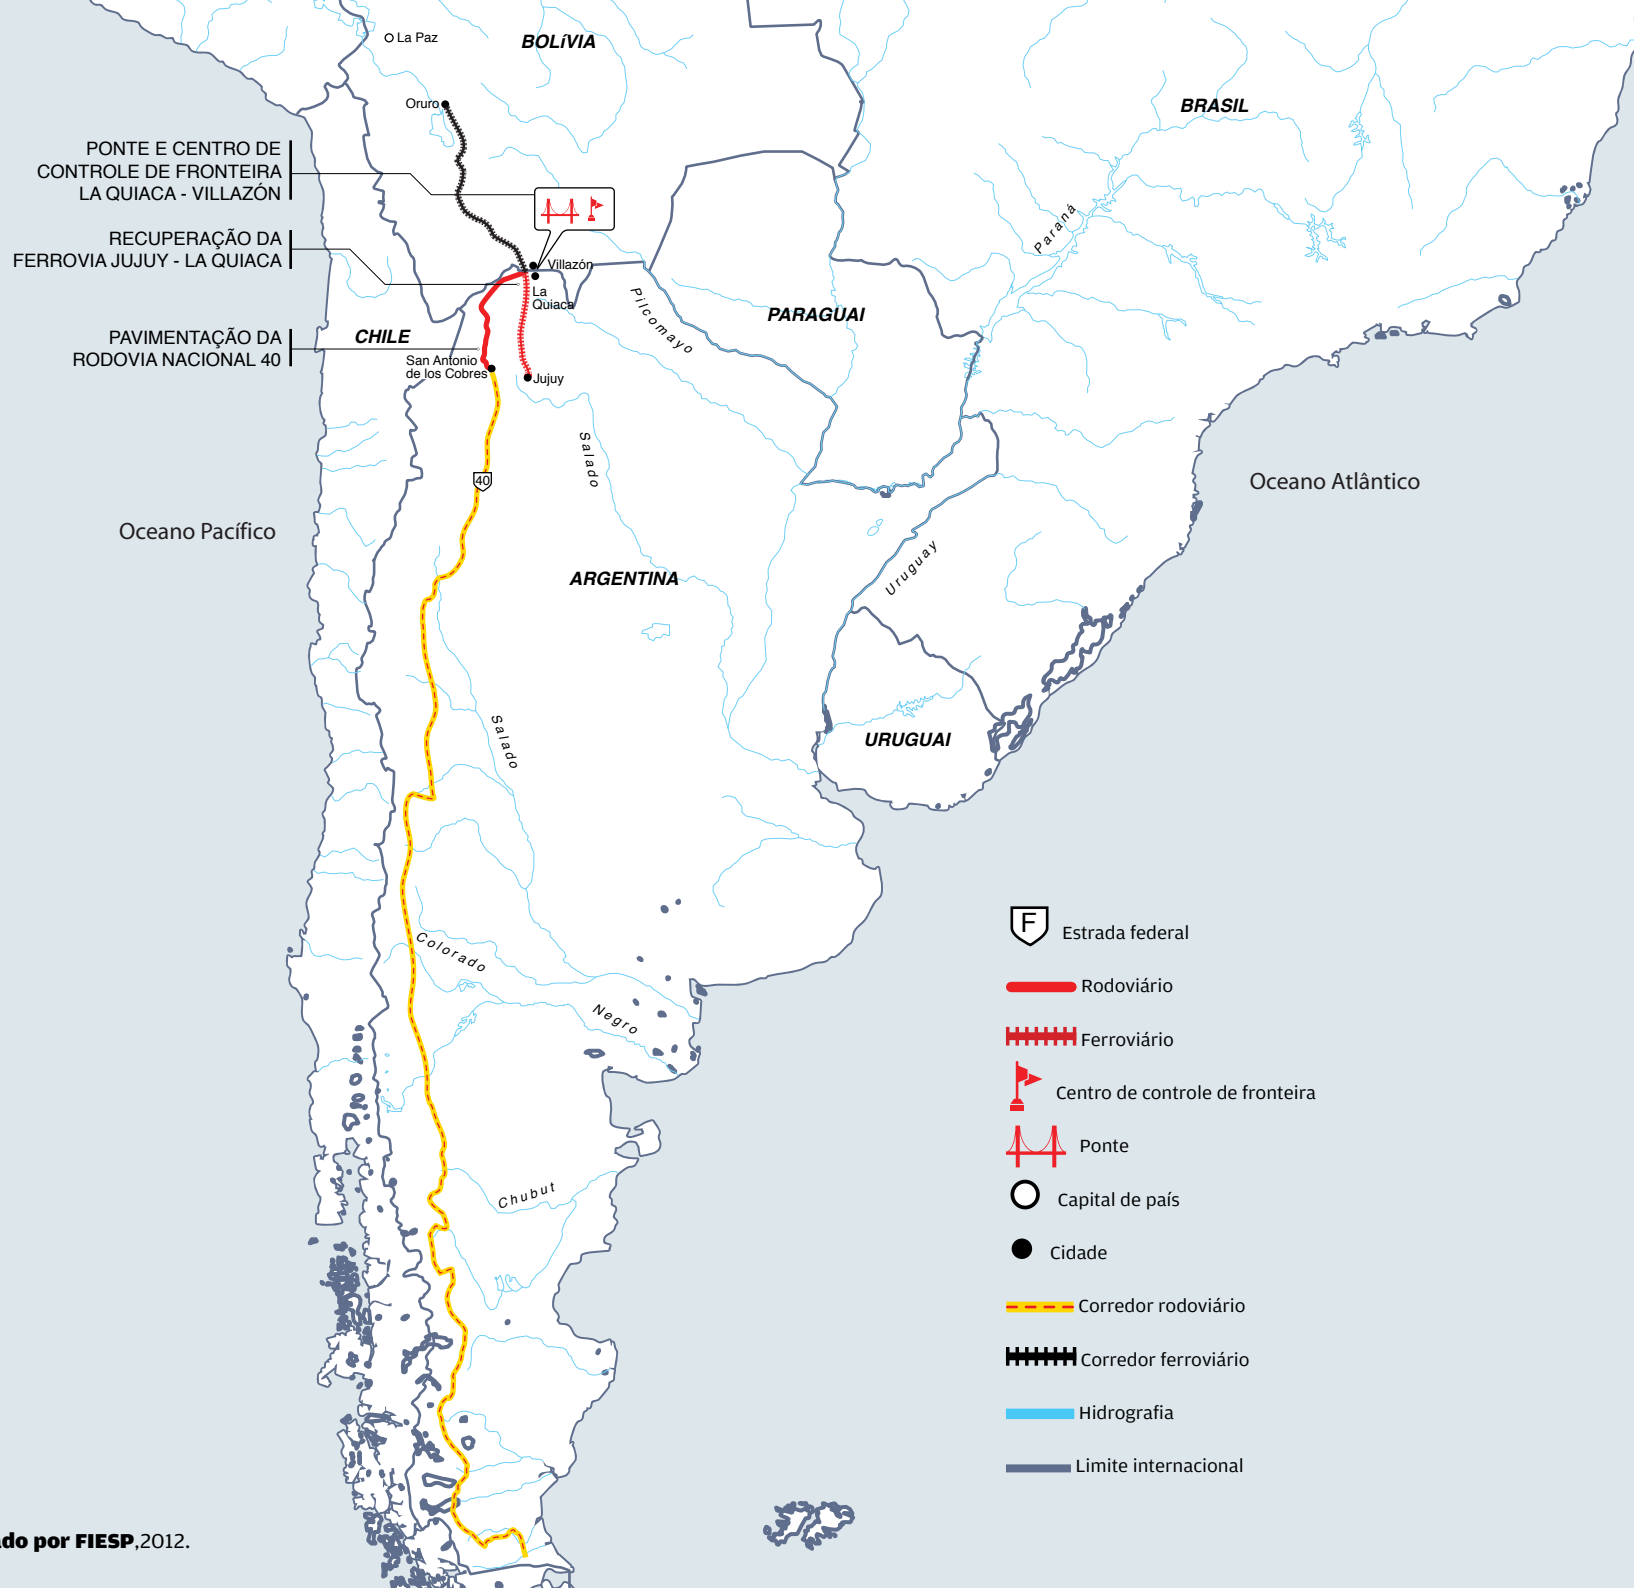 La Paz
BOLíVIA
Oruro
BRASIL
PONTE E CENTRO DE
CONTROLE DE FRONTEIRA
LA QUIACA - VILLAZÓN
RECUPERAÇÃO DA
FERROVIA JUJUY - LA QUIACA
Villazón
La
Quiaca
Paraná
Pilcomayo
PARAGUAI
PAVIMENTAÇÃO DA
RODOVIA NACIONAL 40
CHILE
San Antonio
de los Cobres
Jujuy
Salado
40
Oceano Atlântico
Oceano Pacífico
ARGENTINA
Uruguay
Salado
URUGUAI
Colorado
Negro
Chubut
F
Estrada federal
Rodoviário
Ferroviário
Centro de controle de fronteira
Ponte
Capital de país
Cidade
Corredor rodoviário
Corredor ferroviário
Hidrografia
Limite internacional
do por FIESP,2012.